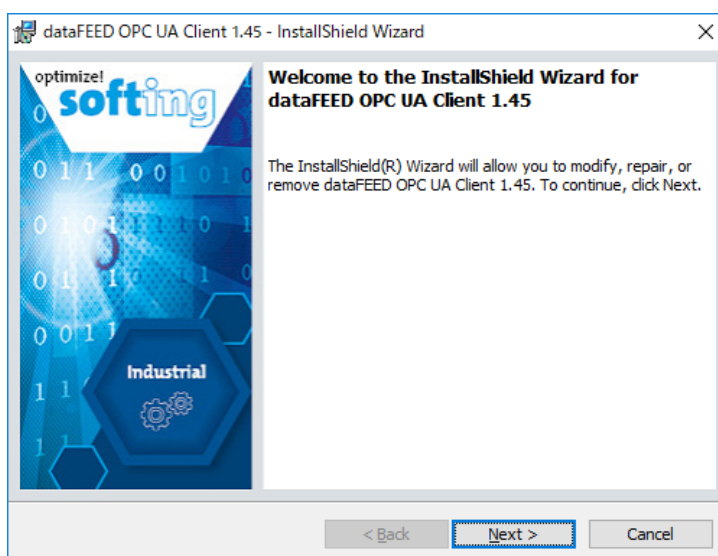 dataFEED OPC UA Client 1.45 - InstallShield Wizard
optimize!
softing
Welcome to the InstallShield Wizard for
dataFEED OPC UA Client 1.45
The InstallShield(R) Wizard will allow you to modify, repair, or
remove dataFEED OPC UA Client 1.45. To continue, click Next.
Industrial
< Back
Next >
Cancel